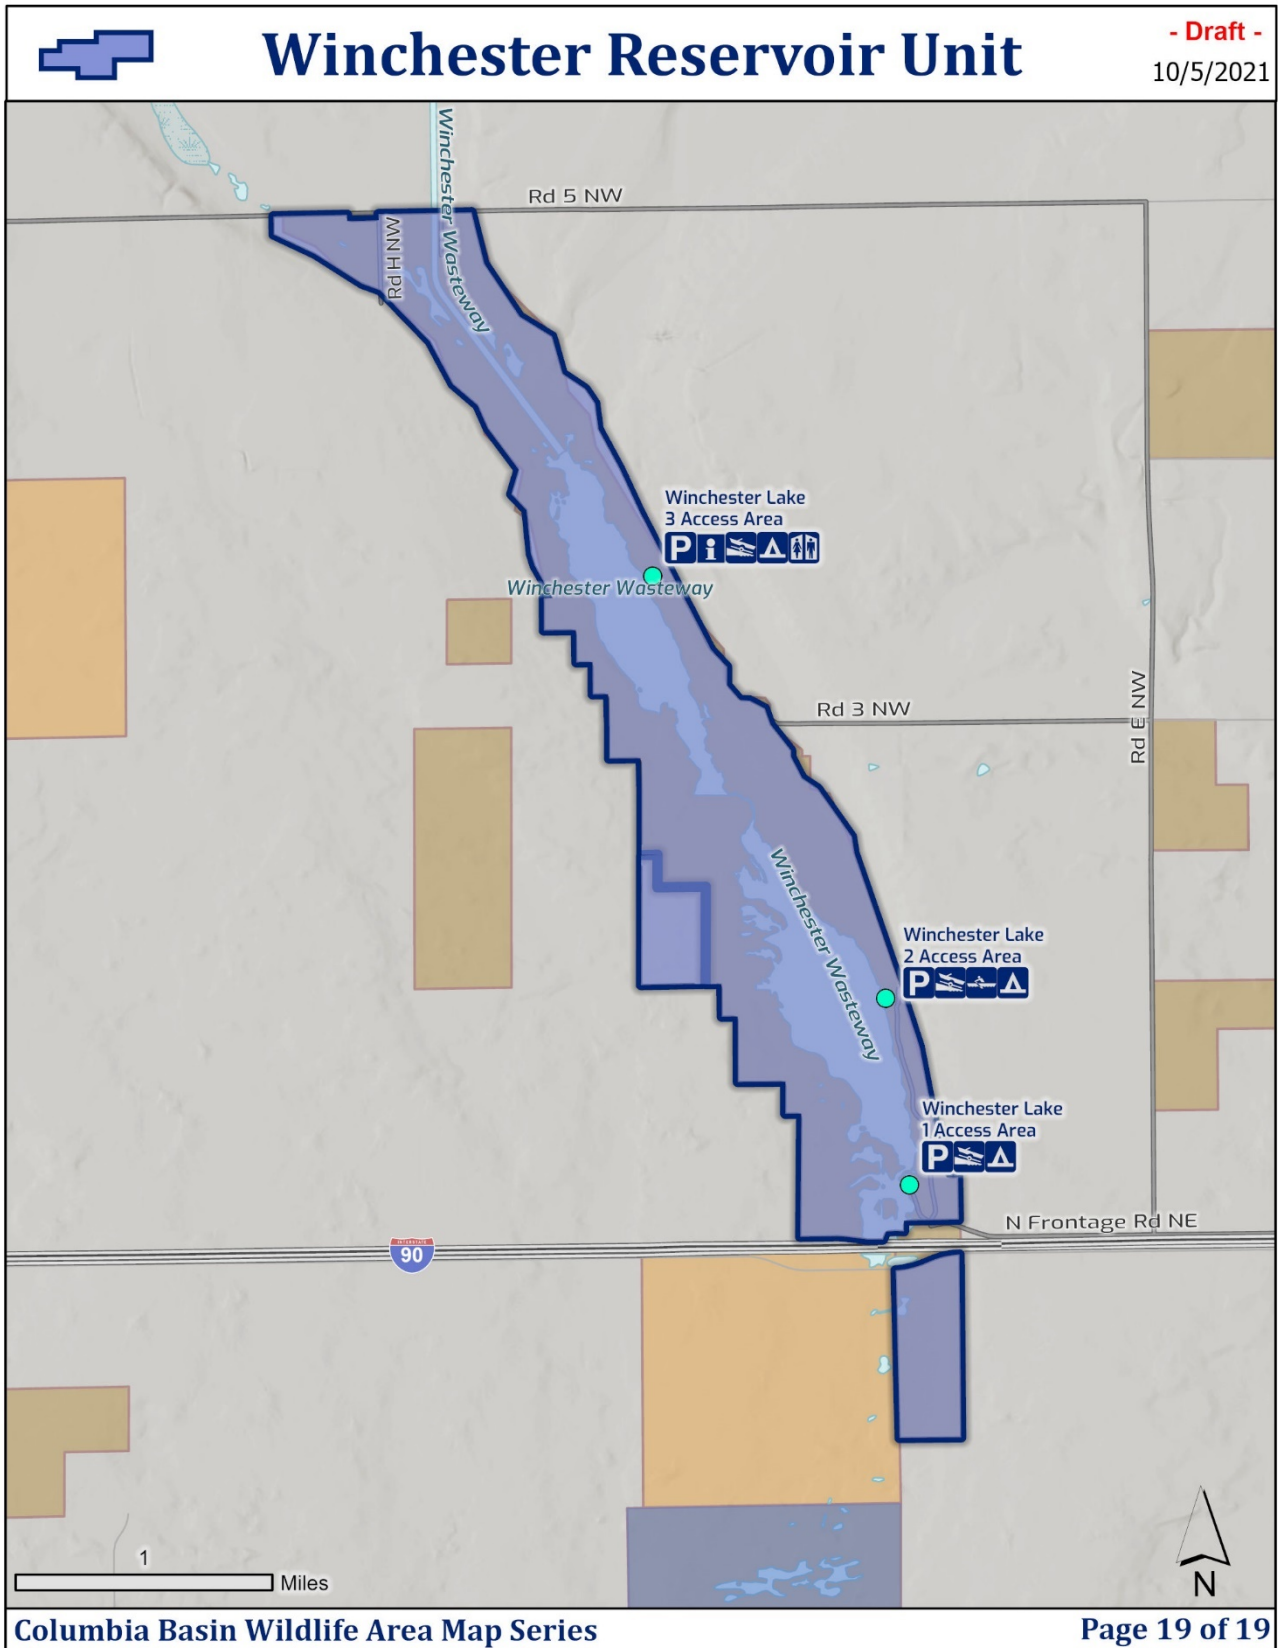 Winchester Reservoir Unit
- Draft -
10/5/2021
Winchester Wasteway
Rd 5 NW
Rd H NW
Winchester Lake
3 Access Area
P
Winchester Wasteway
Rd 3 NW
Rd E NW
Winchester Wasteway
Winchester Lake
2 Access Area
P
Winchester Lake
1 Access Area
P
N Frontage Rd NE
INTERSTATE
90
1
Miles
N
Columbia Basin Wildlife Area Map Series
Page 19 of 19